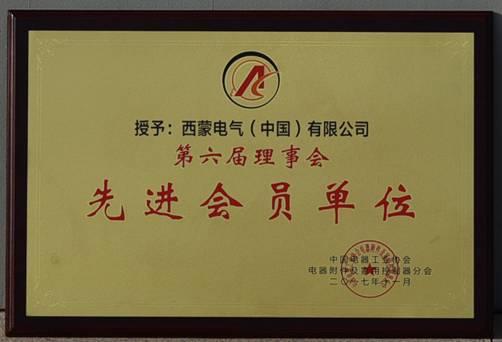 授予：西蒙电气（中国）有限公司
第六届理事会
先进会员单位
中国电器工业协会
电器附件及家用控制器分会
二〇一七年十一月